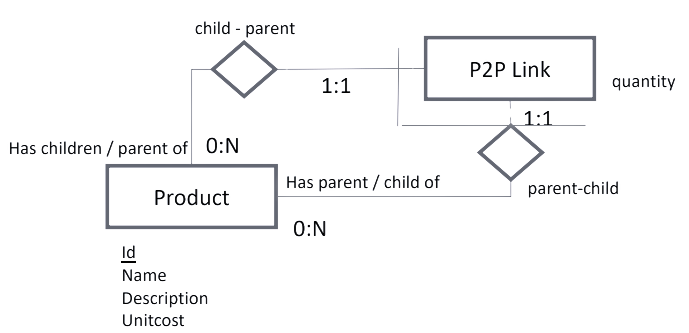 child - parent
P2P Link
1:1
quantity
1:1
Has children / parent of
0:N
Has parent / child of
parent-child
Product
0:N
Id
Name
Description
Unitcost